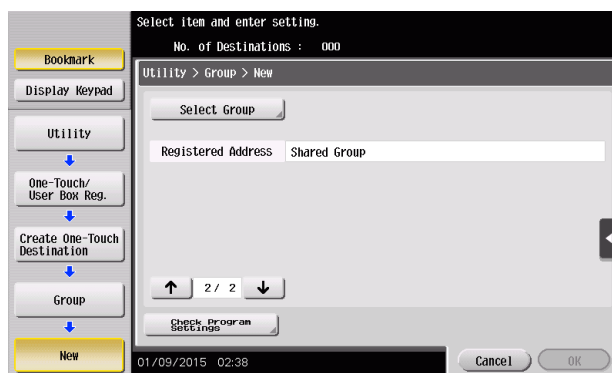 Select item and enter setting.
No. of Destinations : 000
Bookmark
Display Keypad
Utility
One-Touch/
User Box Reg.
Create One-Touch
Destination
Group
New
Utility > Group > New
Select Group
Registered Address Shared Group
2/ 2
Check Program
Settings
01/09/2015 02:38
Cancel
OK